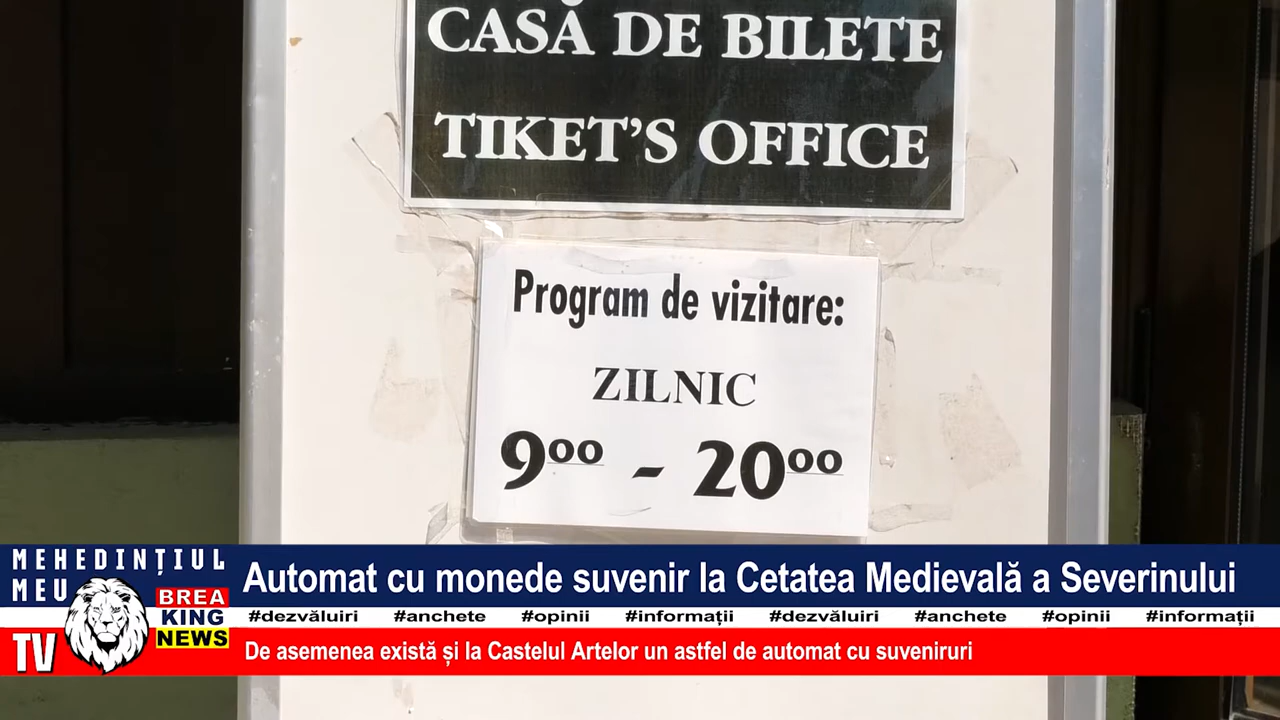 CASĂ DE BILETE
TIKET'S OFFICE
Program de vizitare:
ZILNIC
9⁰⁰ - 20⁰⁰
MEHEDINȚIUL
MEU
TV
BREA
KING
NEWS
Automat cu monede suvenir la Cetatea Medievală a Severinului
#dezvăluiri #anchete #opinii #informații #dezvăluiri #anchete #opinii #informații
De asemenea există și la Castelul Artelor un astfel de automat cu suveniruri